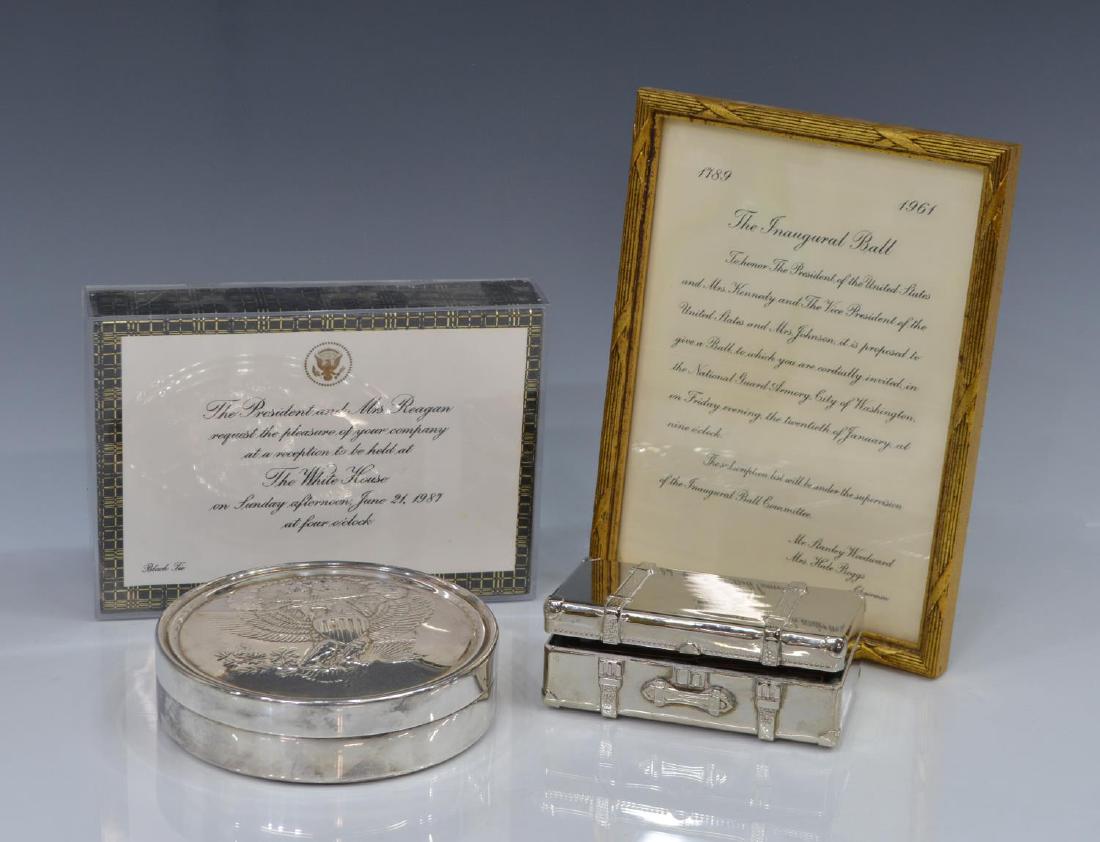 The President and Mrs. Reagan
request the pleasure of your company
at a reception to be held at
The White House
on Sunday afternoon, June 21, 1987
at four o'clock
Black Tie
1789
1961
The Inaugural Ball
To honor The President of the United States
and Mrs. Kennedy and The Vice President of the
United States and Mrs. Johnson, it is proposed to
give a Ball, to which you are cordially invited, in
the National Guard Armory, City of Washington,
on Friday evening, the twentieth of January, at
nine o'clock.
The subscription list will be under the supervision
of the Inaugural Ball Committee.
Mr. Stanley Woodward
Mrs. Hale Boggs